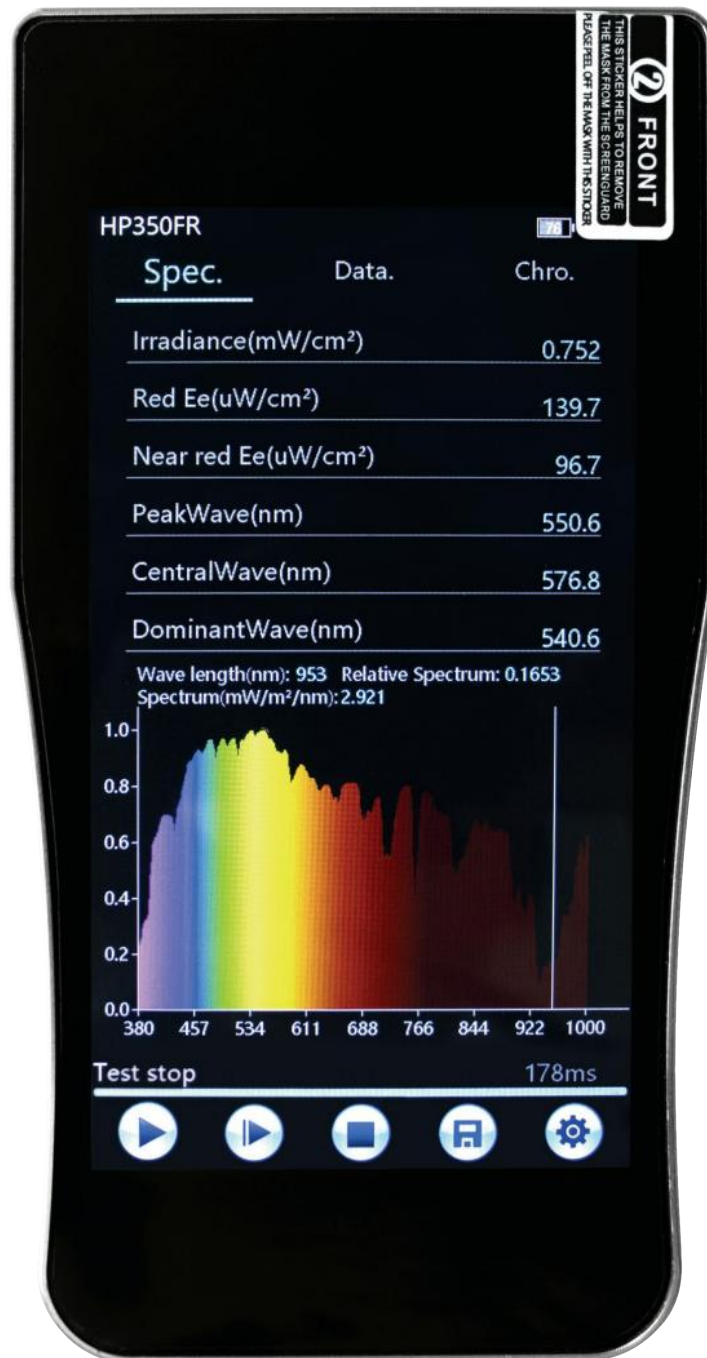 ② FRONT
THIS STICKER HELPS TO REMOVE
THE MASK FROM THE SCREENGUARD
PLEASE PEEL OFF THE MASK WITH THIS STICKER
HP350FR 76
Spec. Data. Chro.
Irradiance(mW/cm²) 0.752
Red Ee(uW/cm²) 139.7
Near red Ee(uW/cm²) 96.7
PeakWave(nm) 550.6
CentralWave(nm) 576.8
DominantWave(nm) 540.6
Wave length(nm): 953 Relative Spectrum: 0.1653
Spectrum(mW/m²/nm): 2.921
1.0
0.8
0.6
0.4
0.2
0.0
380 457 534 611 688 766 844 922 1000
Test stop 178ms